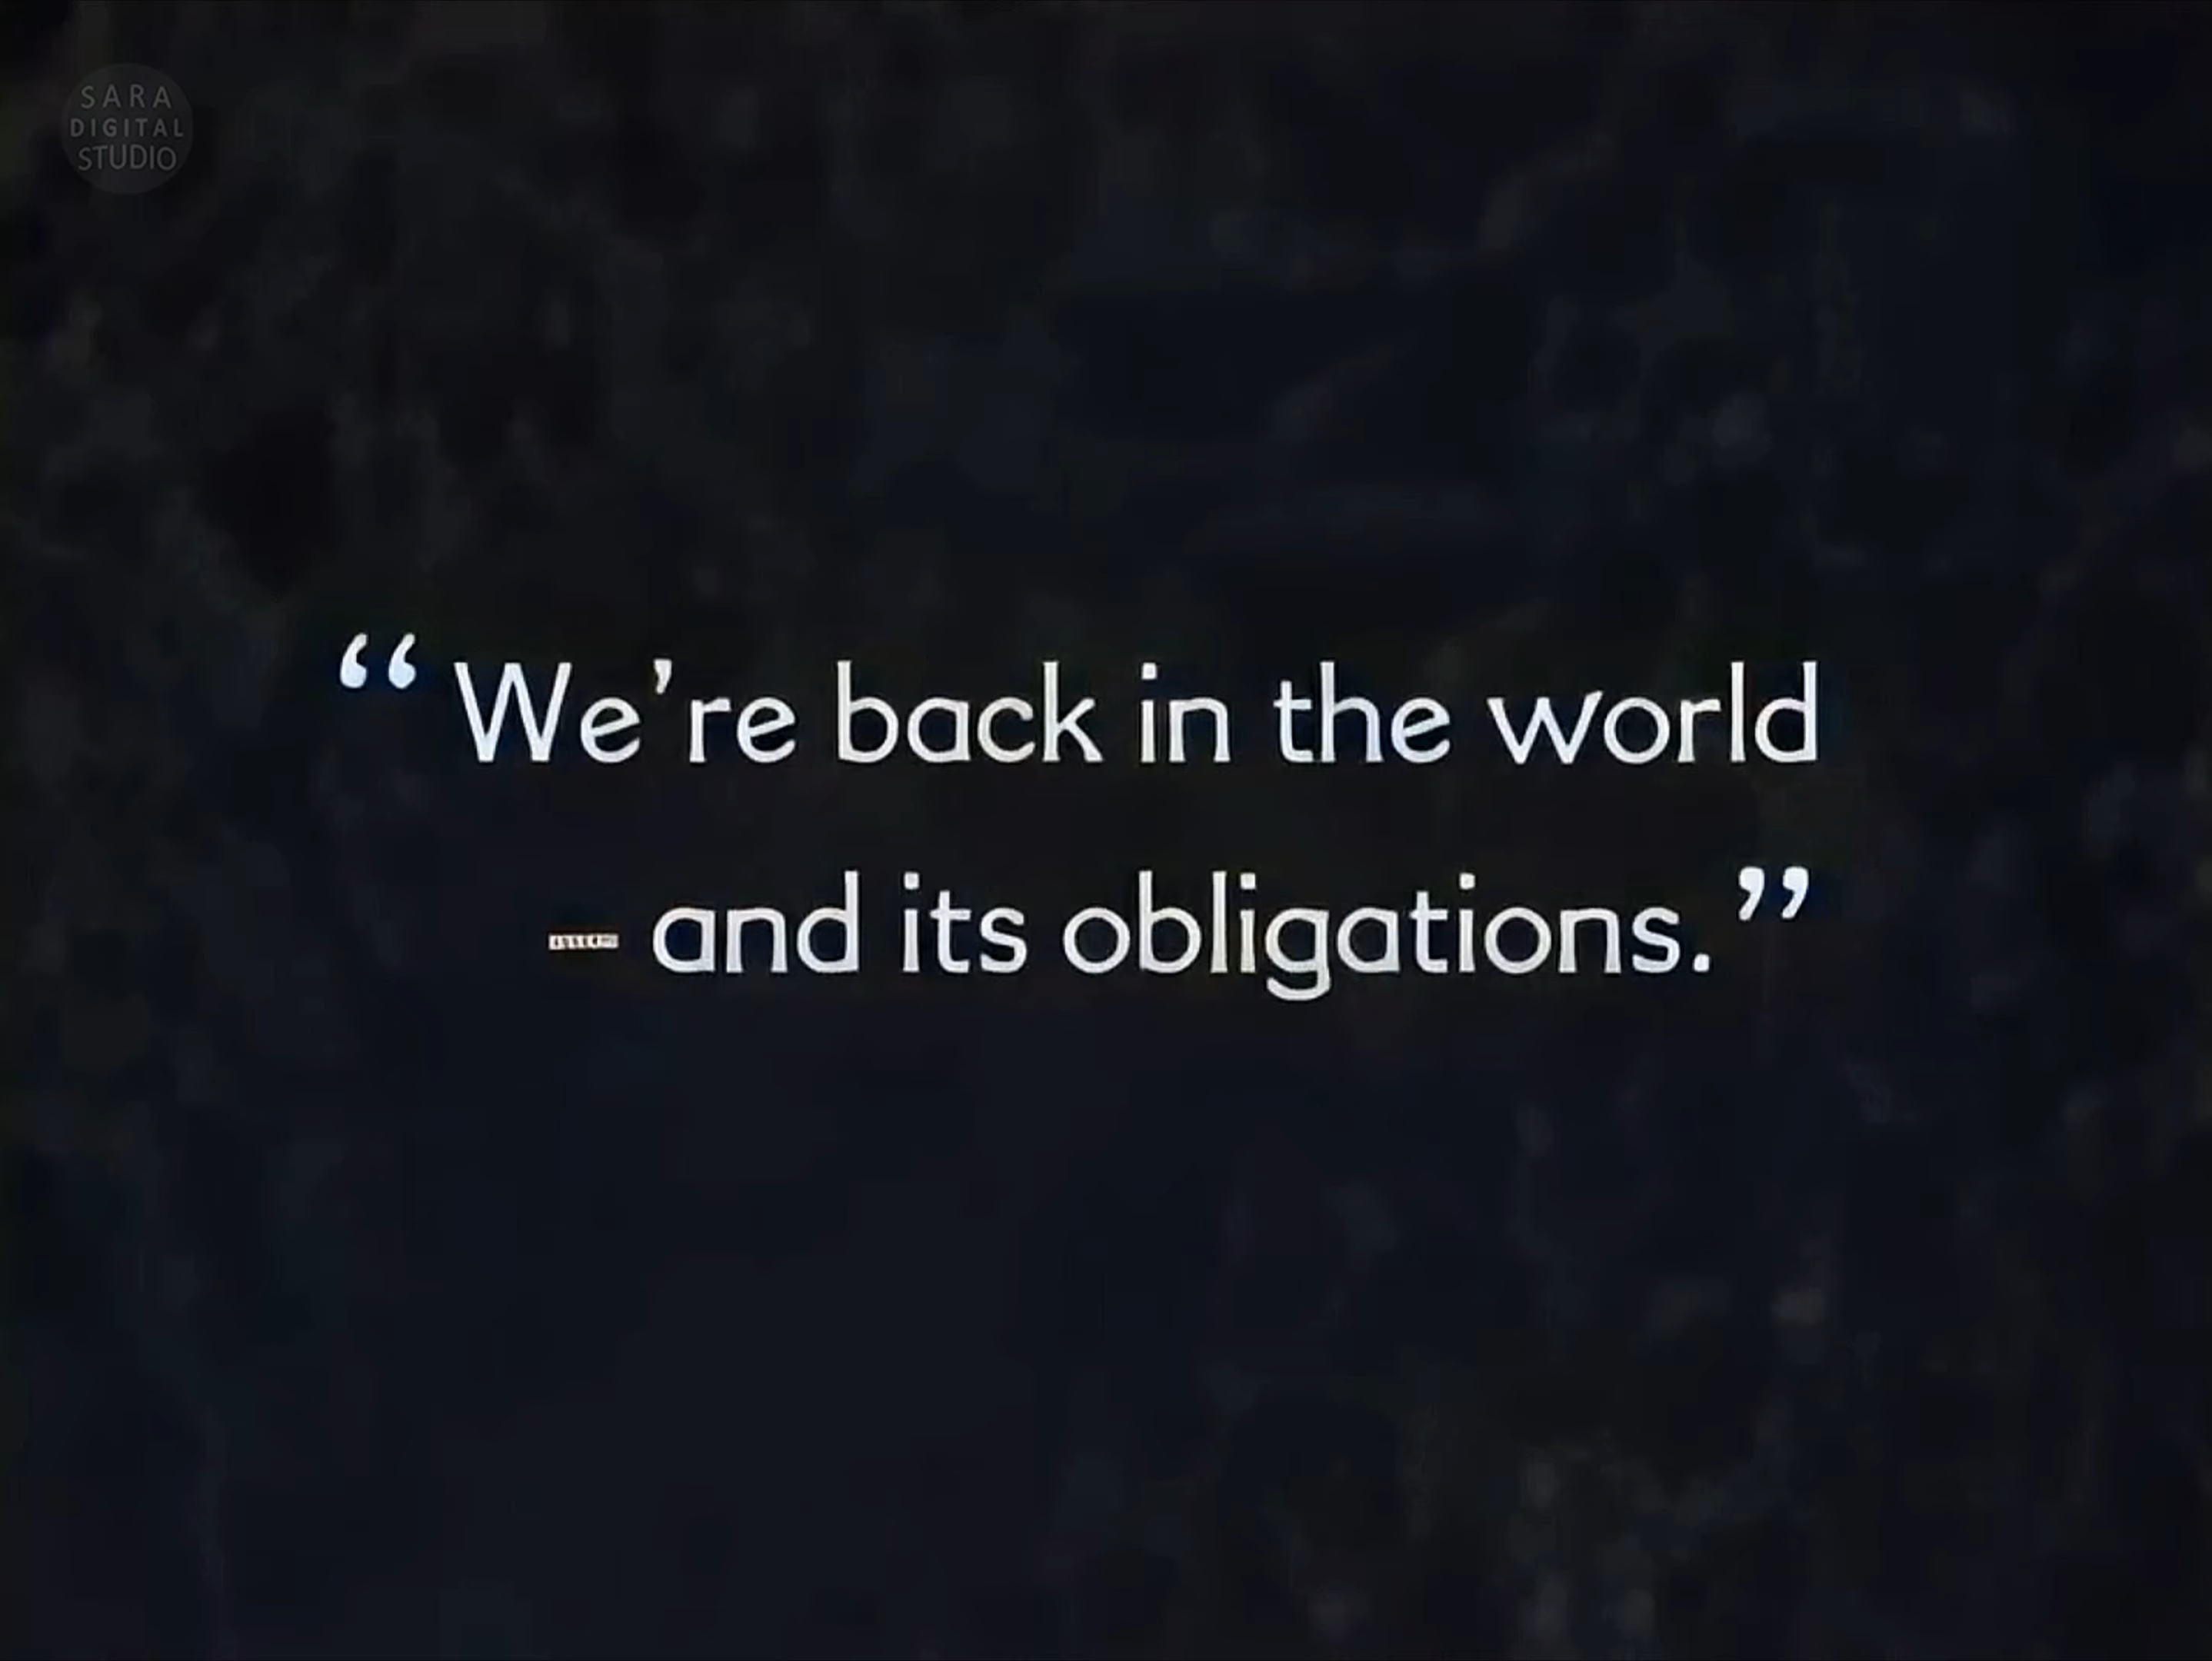 SARA
DIGITAL
STUDIO
“We’re back in the world
– and its obligations.”